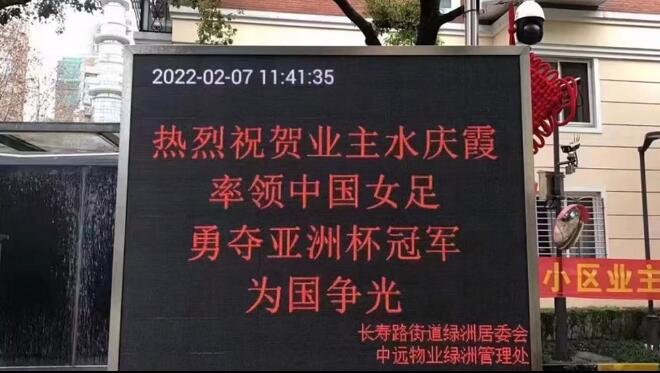 2022-02-07 11:41:35
热烈祝贺业主水庆霞
率领中国女足
勇夺亚洲杯冠军
为国争光
长寿路街道绿洲居委会
中远物业绿洲管理处
小区业主